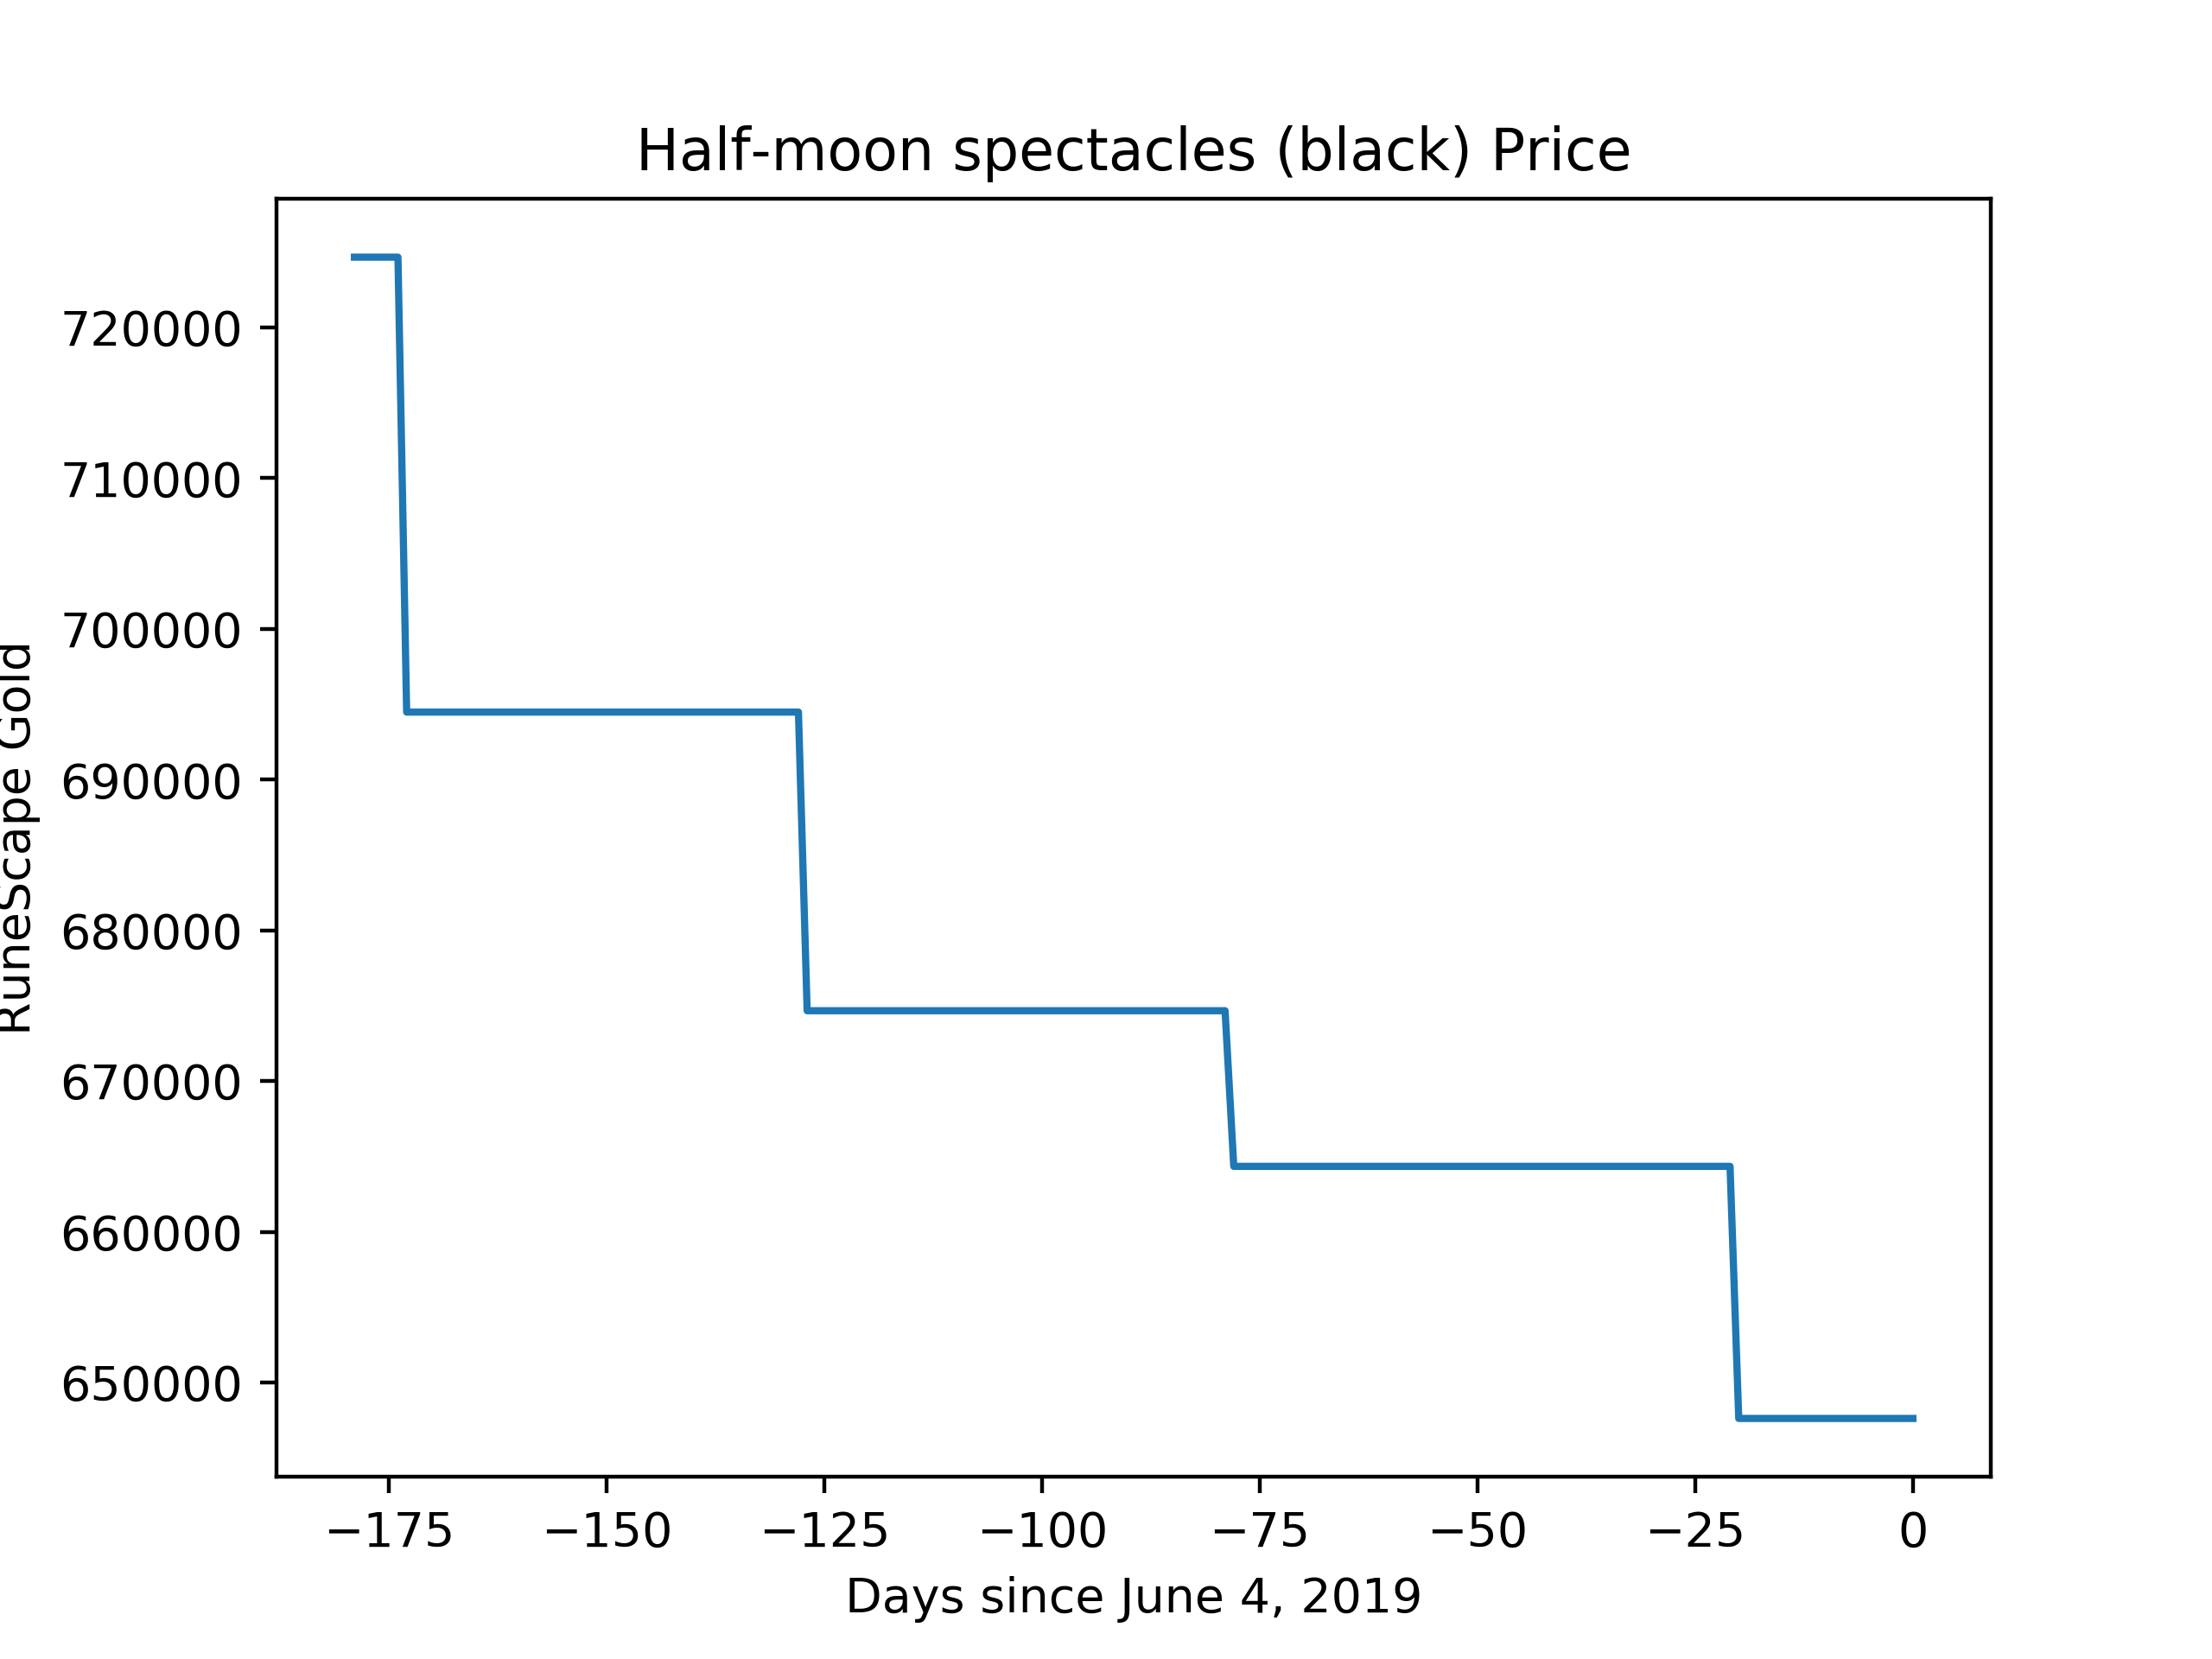 Half-moon spectacles (black) Price
720000
710000
700000
690000
680000
670000
660000
650000
RuneScape Gold
−175 −150 −125 −100 −75 −50 −25 0
Days since June 4, 2019